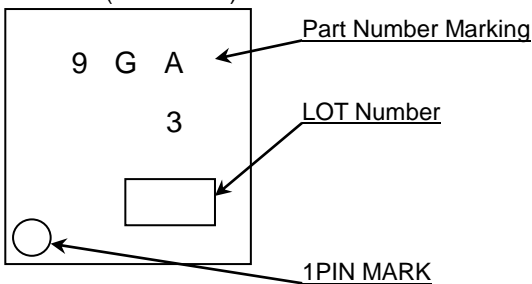 Part Number Marking
9 G A
LOT Number
3
1PIN MARK